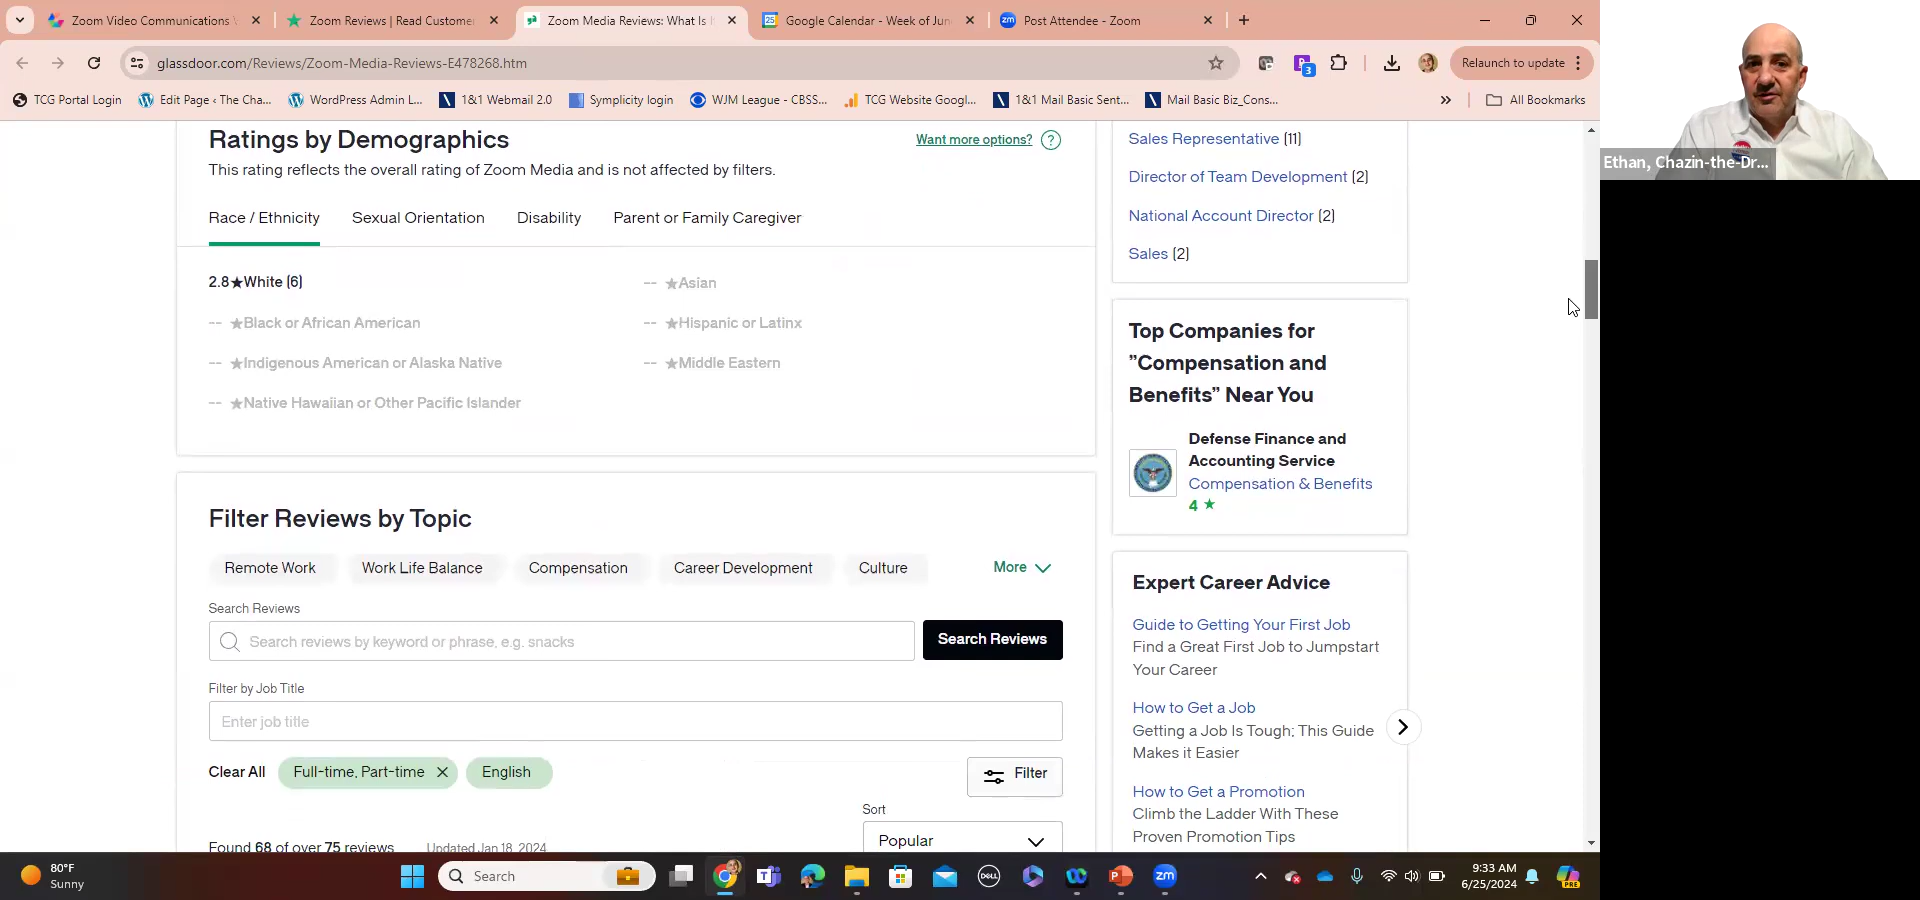 Zoom Video Communications
Zoom Reviews | Read Custome
Zoom Media Reviews: What Is I
Google Calendar - Week of Jun
Post Attendee - Zoom
glassdoor.com/Reviews/Zoom-Media-Reviews-E478268.htm
3
Relaunch to update
TCG Portal Login
Edit Page ‹ The Cha...
WordPress Admin L...
1&1 Webmail 2.0
Symplicity login
WJM League - CBSS...
TCG Website Googl...
1&1 Mail Basic Sent...
Mail Basic Biz_Cons...
All Bookmarks
Ratings by Demographics
Want more options?
This rating reflects the overall rating of Zoom Media and is not affected by filters.
Race / Ethnicity
Sexual Orientation
Disability
Parent or Family Caregiver
2.8★White (6)
-- ★Asian
-- ★Black or African American
-- ★Hispanic or Latinx
-- ★Indigenous American or Alaska Native
-- ★Middle Eastern
-- ★Native Hawaiian or Other Pacific Islander
Filter Reviews by Topic
Remote Work
Work Life Balance
Compensation
Career Development
Culture
More
Search Reviews
Search reviews by keyword or phrase, e.g. snacks
Search Reviews
Filter by Job Title
Enter job title
Clear All
Full-time, Part-time
English
Filter
Sort
Popular
Found 68 of over 75 reviews
Updated Jan 18, 2024
Sales Representative (11)
Director of Team Development (2)
National Account Director (2)
Sales (2)
Top Companies for
”Compensation and
Benefits” Near You
Defense Finance and
Accounting Service
Compensation & Benefits
4 ★
Expert Career Advice
Guide to Getting Your First Job
Find a Great First Job to Jumpstart
Your Career
How to Get a Job
Getting a Job Is Tough; This Guide
Makes it Easier
How to Get a Promotion
Climb the Ladder With These
Proven Promotion Tips
Ethan, Chazin-the-Dr...
80°F
Sunny
Search
DELL
zm
9:33 AM
6/25/2024
PRE